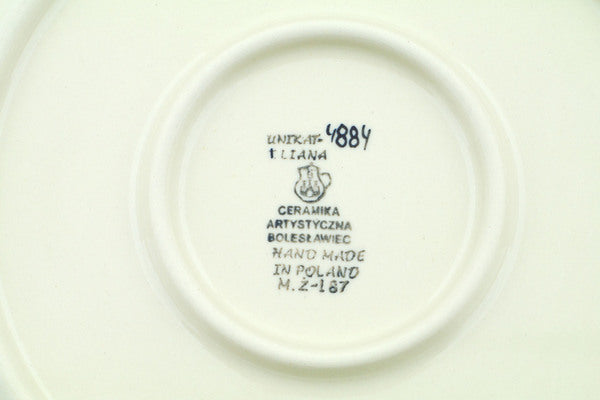 UNIKAT-4884
T. LIANA
CERAMIKA
ARTYSTYCZNA
BOLESŁAWIEC
HAND MADE
IN POLAND
M.Ż-187